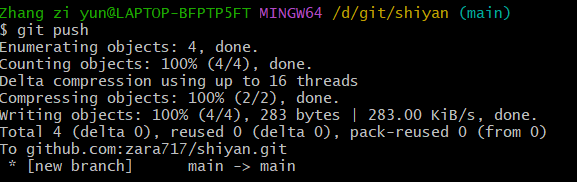 Zhang zi yun@LAPTOP-BFPTP5FT MINGW64 /d/git/shiyan (main)
$ git push
Enumerating objects: 4, done.
Counting objects: 100% (4/4), done.
Delta compression using up to 16 threads
Compressing objects: 100% (2/2), done.
Writing objects: 100% (4/4), 283 bytes | 283.00 KiB/s, done.
Total 4 (delta 0), reused 0 (delta 0), pack-reused 0 (from 0)
To github.com:zara717/shiyan.git
 * [new branch]      main -> main